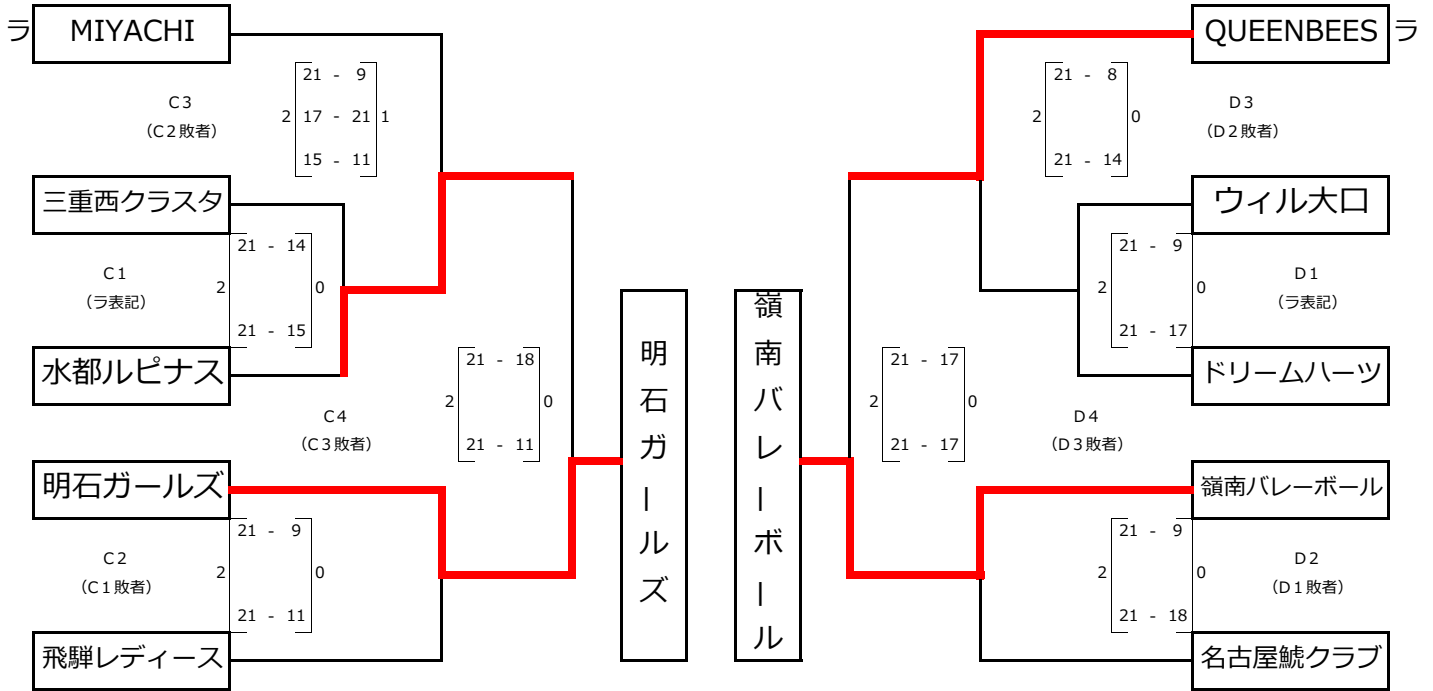 ラ MIYACHI
C3
(C2敗者)
2 21 - 9 1
17 - 21
15 - 11
三重西クラスタ
C1
(ラ表記)
2 21 - 14 0
21 - 15
水都ルピナス
C4
(C3敗者)
2 21 - 18 0
21 - 11
明石ガールズ
C2
(C1敗者)
2 21 - 9 0
21 - 11
飛騨レディース
明石ガールズ
嶺南バレーボール
QUEENBEES ラ
2 21 - 8 0
21 - 14
D3
(D2敗者)
ウィル大口
2 21 - 9 0
21 - 17
D1
(ラ表記)
ドリームハーツ
2 21 - 17 0
21 - 17
D4
(D3敗者)
嶺南バレーボール
2 21 - 9 0
21 - 18
D2
(D1敗者)
名古屋鯱クラブ